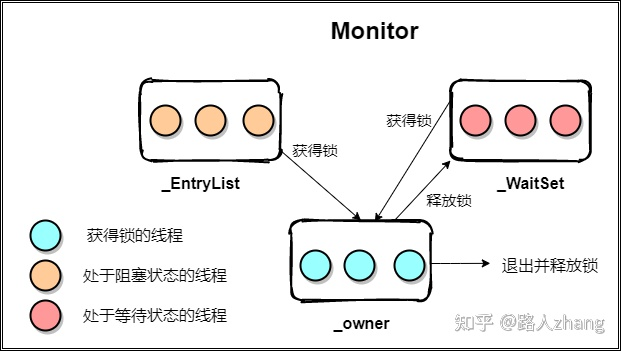 Monitor
获得锁
获得锁
_EntryList
_WaitSet
释放锁
获得锁的线程
处于阻塞状态的线程
退出并释放锁
处于等待状态的线程
_owner
知乎 @路人zhang